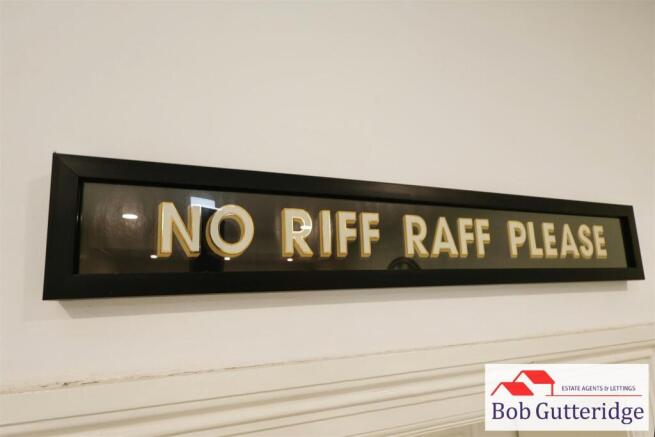 NO RIFF RAFF PLEASE
ESTATE AGENTS & LETTINGS
Bob Gutteridge